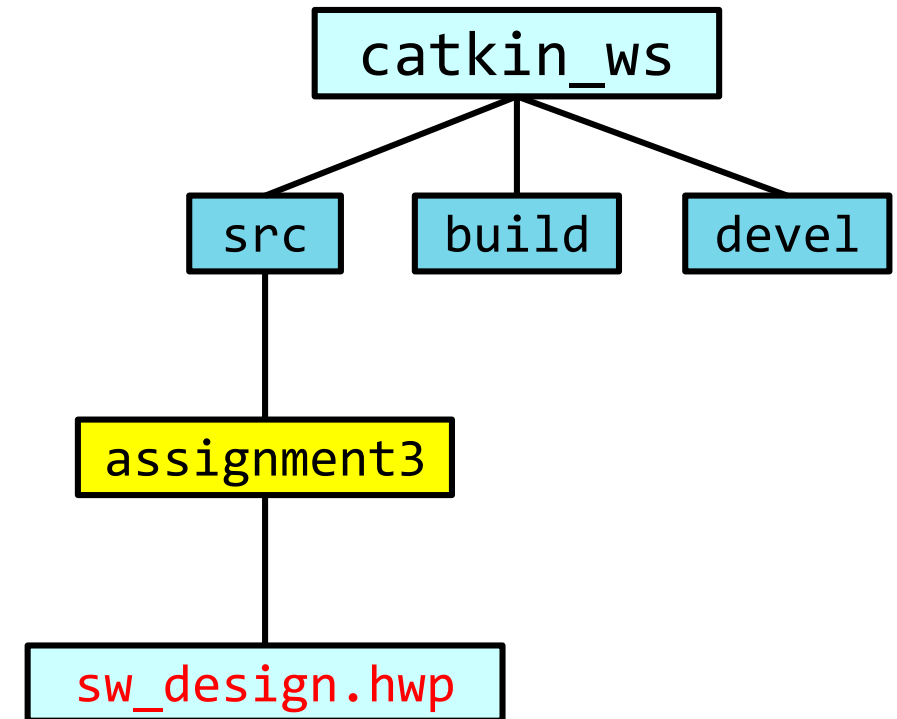 catkin_ws
src
build
devel
assignment3
sw_design.hwp